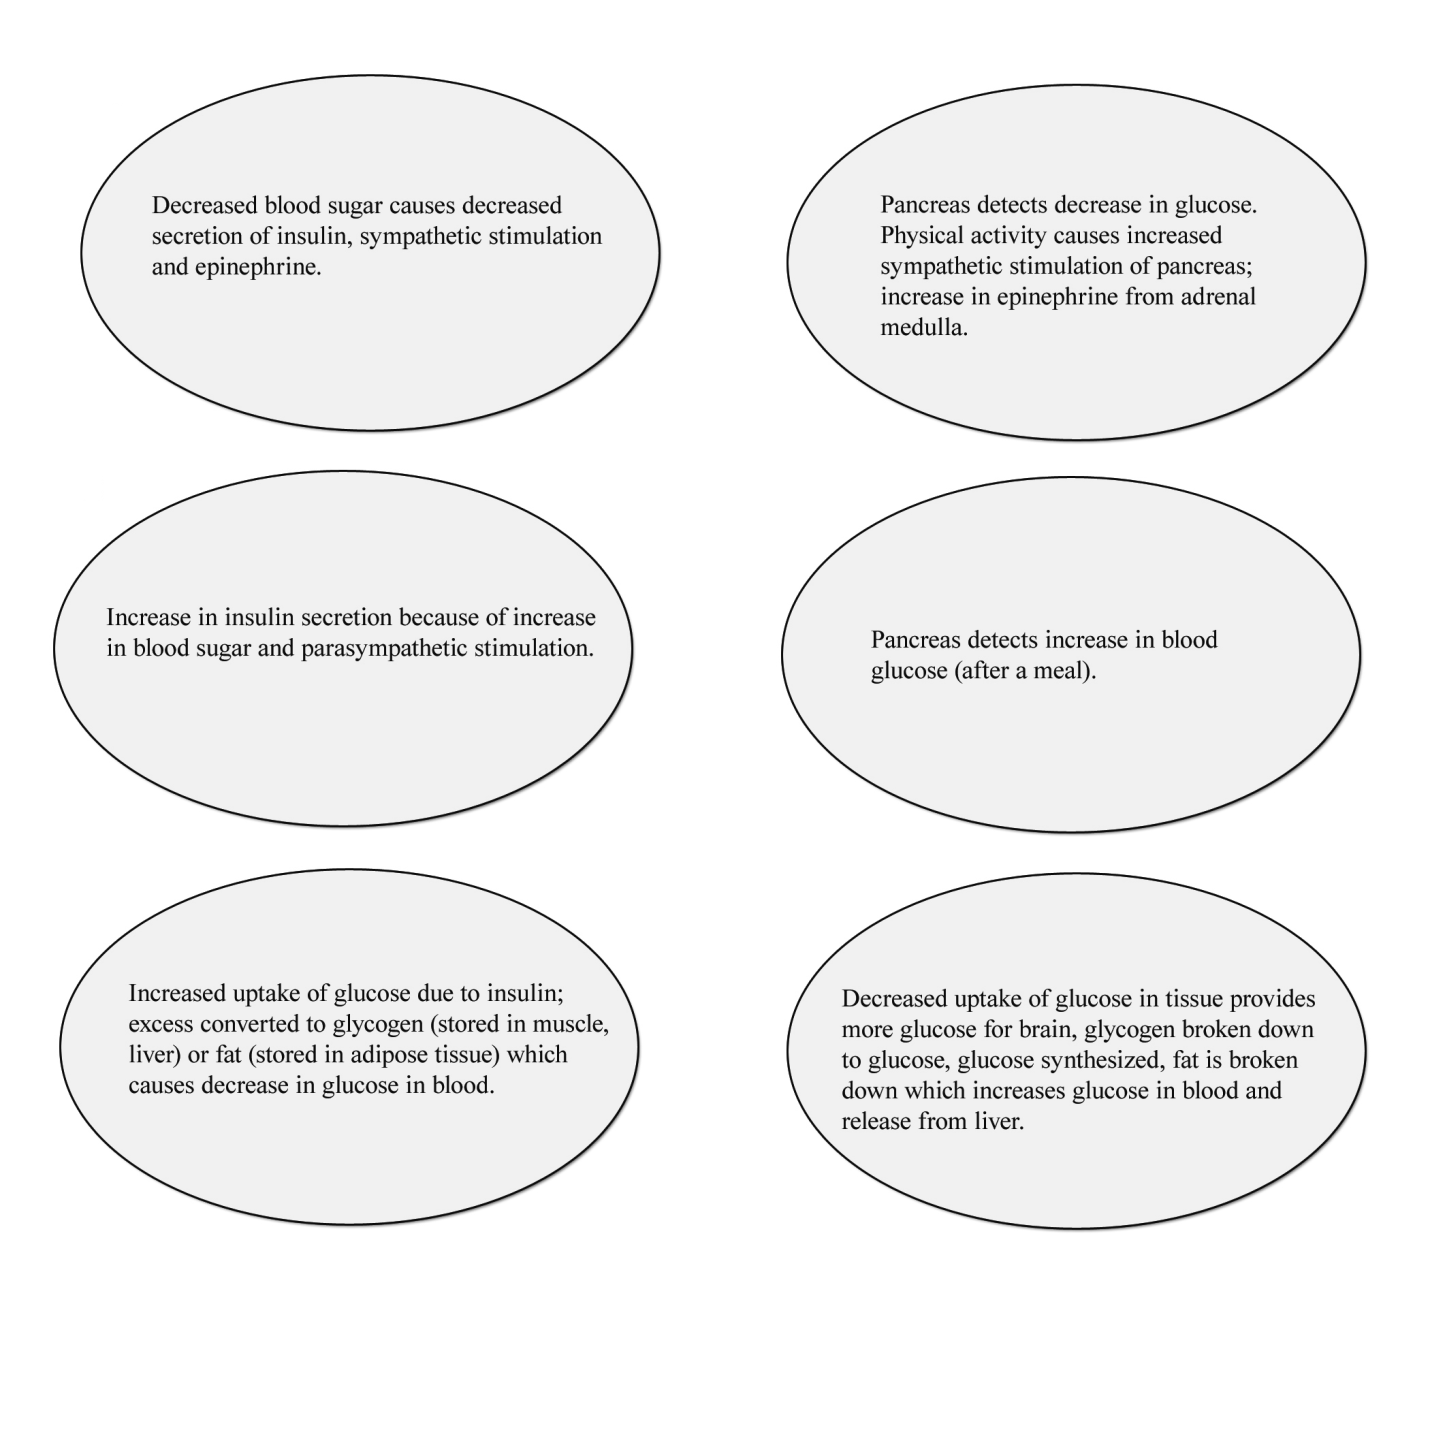 Decreased blood sugar causes decreased
secretion of insulin, sympathetic stimulation
and epinephrine.
Pancreas detects decrease in glucose.
Physical activity causes increased
sympathetic stimulation of pancreas;
increase in epinephrine from adrenal
medulla.
Increase in insulin secretion because of increase
in blood sugar and parasympathetic stimulation.
Pancreas detects increase in blood
glucose (after a meal).
Increased uptake of glucose due to insulin;
excess converted to glycogen (stored in muscle,
liver) or fat (stored in adipose tissue) which
causes decrease in glucose in blood.
Decreased uptake of glucose in tissue provides
more glucose for brain, glycogen broken down
to glucose, glucose synthesized, fat is broken
down which increases glucose in blood and
release from liver.